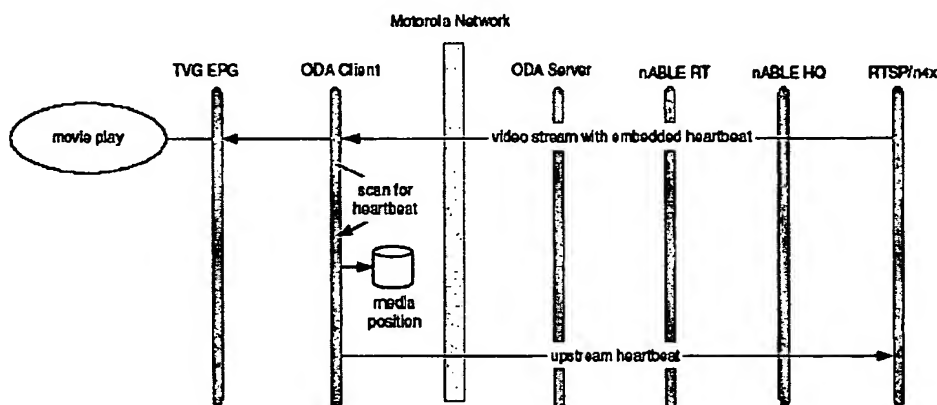 Motorola Network
TVG EPG
ODA Client
ODA Server
nABLE RT
nABLE HQ
RTSP/n4x
movie play
video stream with embedded heartbeat
scan for
heartbeat
media
position
upstream heartbeat